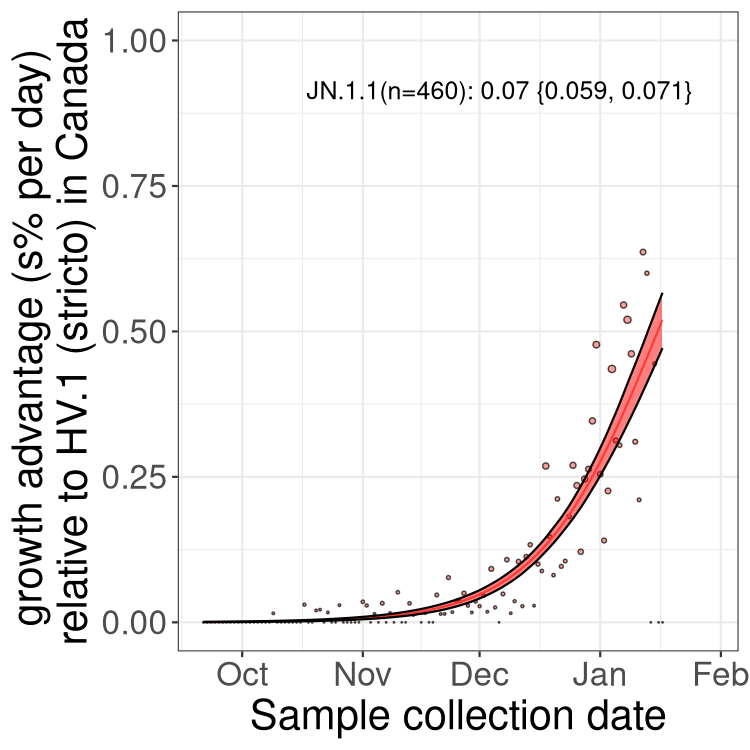 growth advantage (s% per day)
relative to HV.1 (stricto) in Canada
1.00
0.75
0.50
0.25
0.00
JN.1.1(n=460): 0.07 {0.059, 0.071}
Oct Nov Dec Jan Feb
Sample collection date